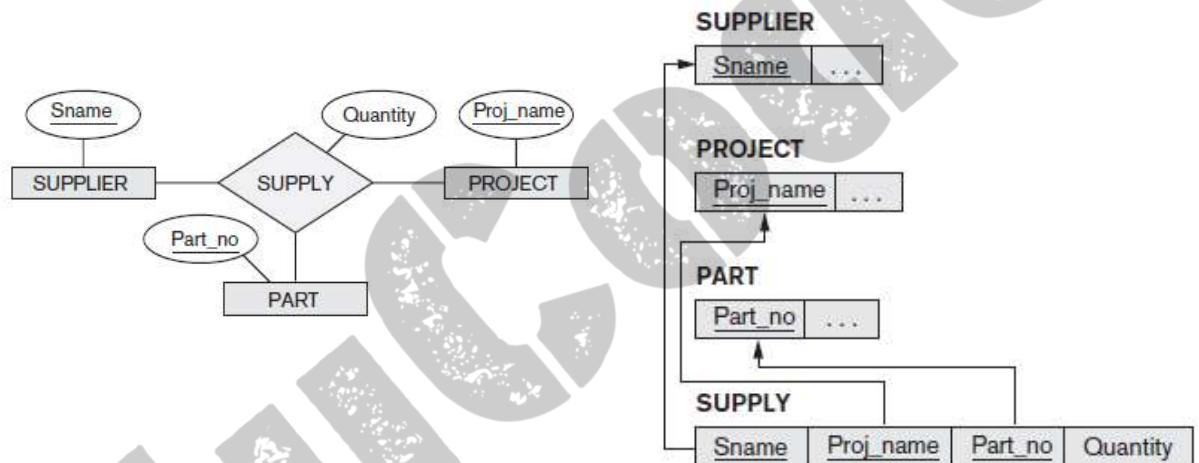 Sname
Quantity
Proj_name
SUPPLIER
SUPPLY
PROJECT
Part_no
PART
SUPPLIER
Sname ...
PROJECT
Proj_name ...
PART
Part_no ...
SUPPLY
Sname Proj_name Part_no Quantity